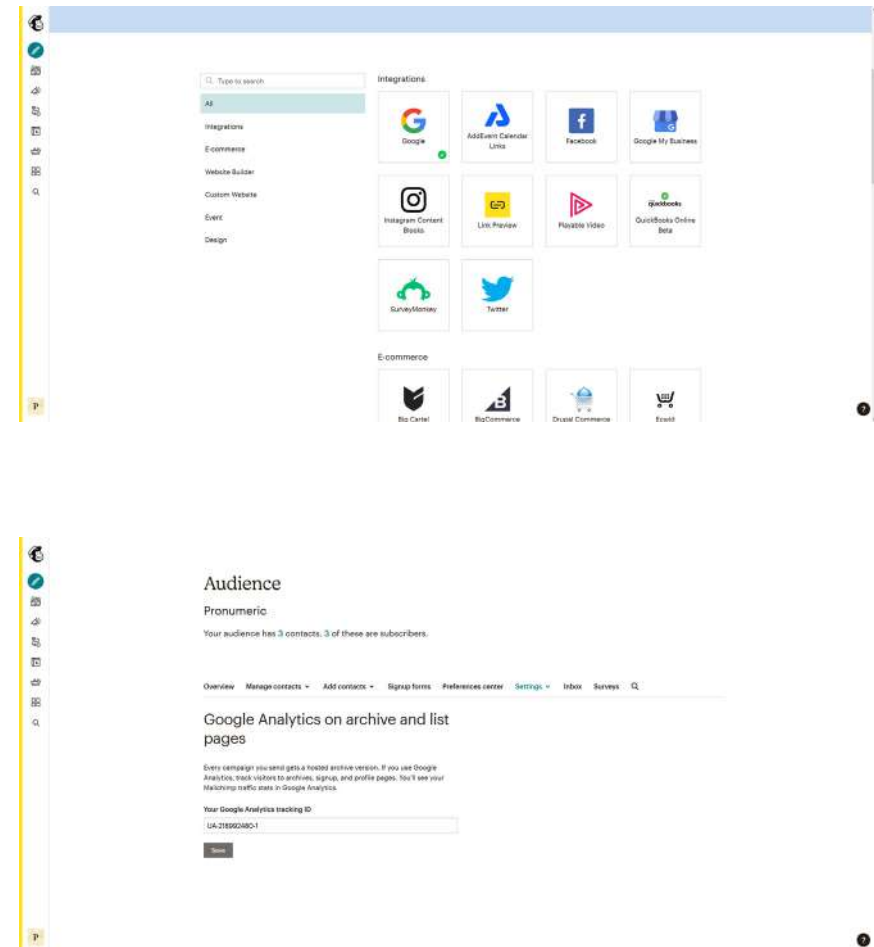 Type to search
All
Integrations
E-commerce
Website Builder
Custom Website
Event
Design
Integrations
Google
AddEvent Calendar
Links
Facebook
Google My Business
Instagram Content
Blocks
Link Preview
Playable Video
quickbooks
QuickBooks Online
Beta
SurveyMonkey
Twitter
E-commerce
Big Cartel
BigCommerce
Drupal Commerce
Ecwid
P
?
Audience
Pronumeric
Your audience has 3 contacts. 3 of these are subscribers.
Overview Manage contacts Add contacts Signup forms Preferences center Settings Inbox Surveys
Google Analytics on archive and list
pages
Every campaign you send gets a hosted archive version. If you use Google
Analytics, track visitors to archives, signup, and profile pages. You'll see your
Mailchimp traffic stats in Google Analytics.
Your Google Analytics tracking ID
UA-218992480-1
Save
P
?